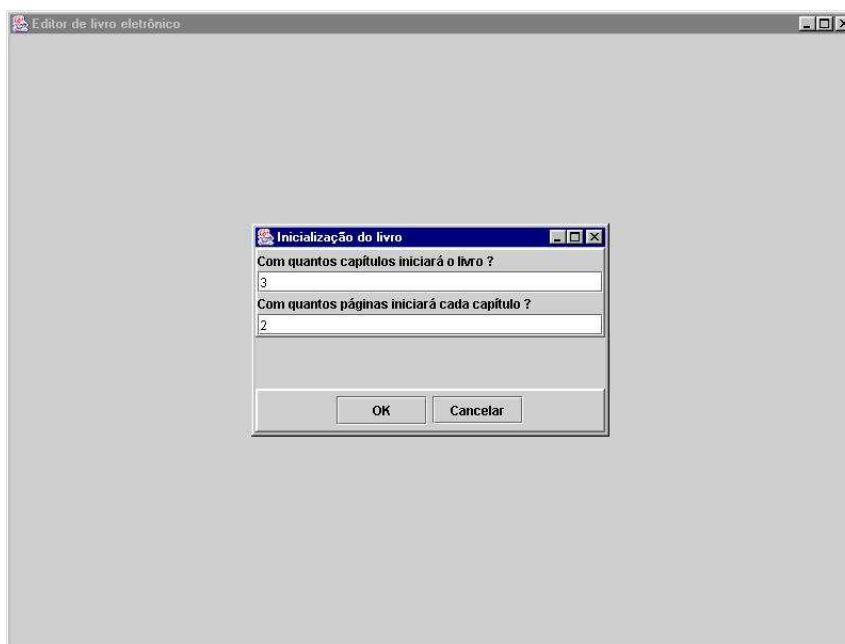 Editor de livro eletrônico
Inicialização do livro
Com quantos capítulos iniciará o livro ?
3
Com quantos páginas iniciará cada capítulo ?
2
OK
Cancelar